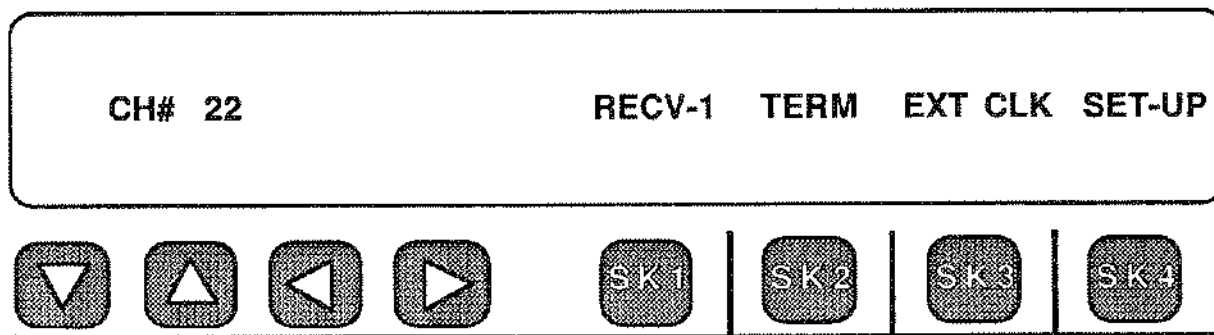 CH# 22 RECV-1 TERM EXT CLK SET-UP
SK1 SK2 SK3 SK4